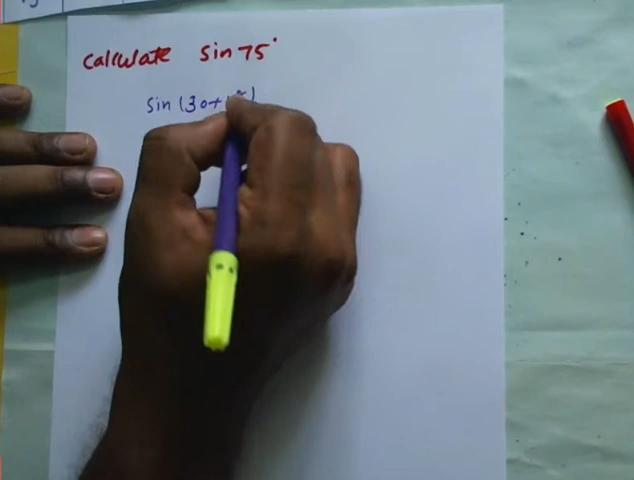 calculate sin 75°
sin (30+